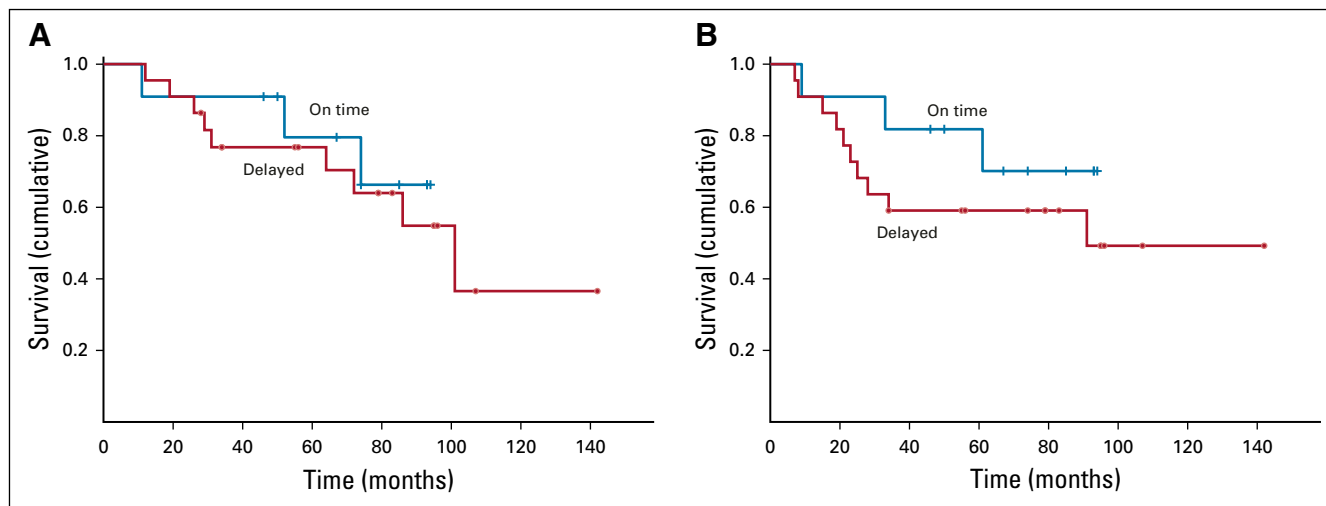 A
1.0
0.8
0.6
0.4
0.2
Survival (cumulative)
On time
Delayed
0 20 40 60 80 100 120 140
Time (months)
B
1.0
0.8
0.6
0.4
0.2
Survival (cumulative)
On time
Delayed
0 20 40 60 80 100 120 140
Time (months)